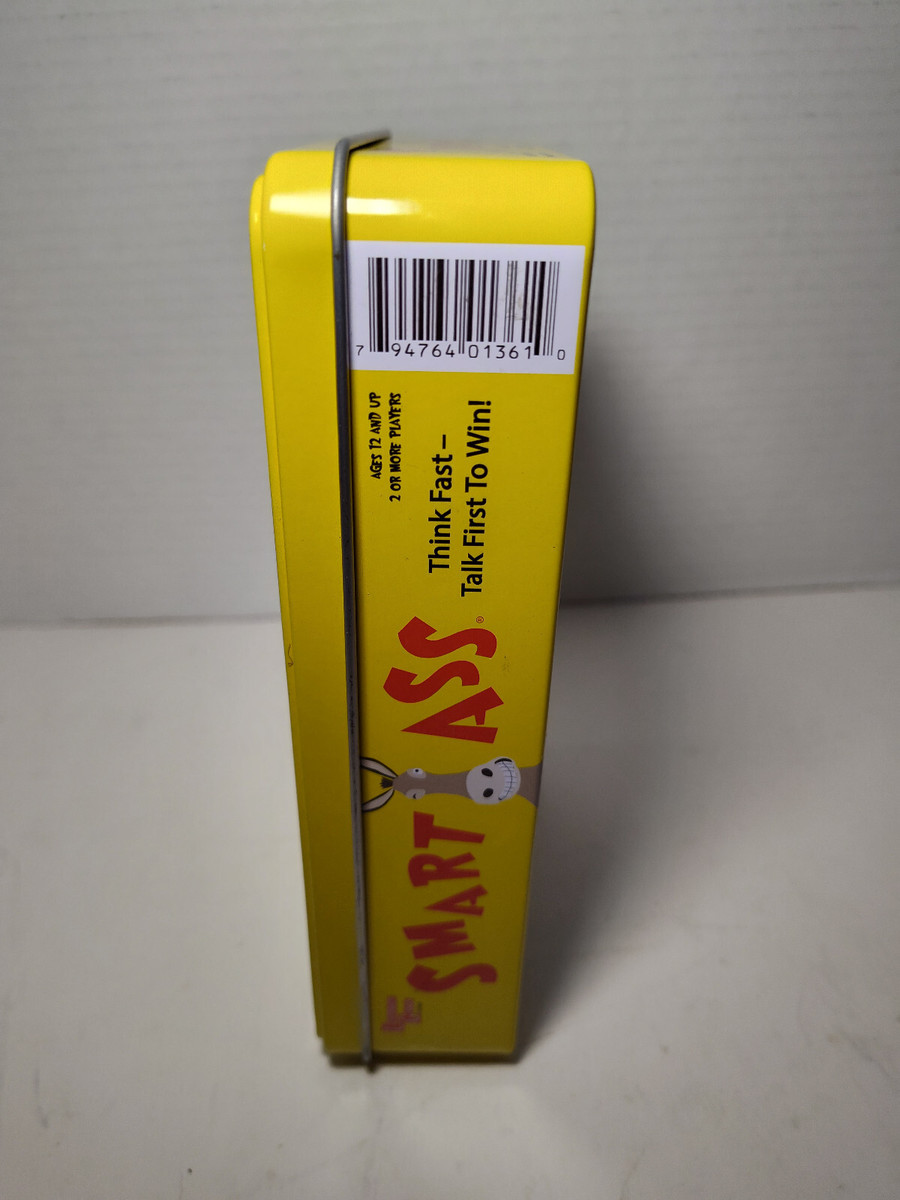 7 94764 01361 0
AGES 12 AND UP
2 OR MORE PLAYERS
Think Fast –
Talk First To Win!
SMART ASS®